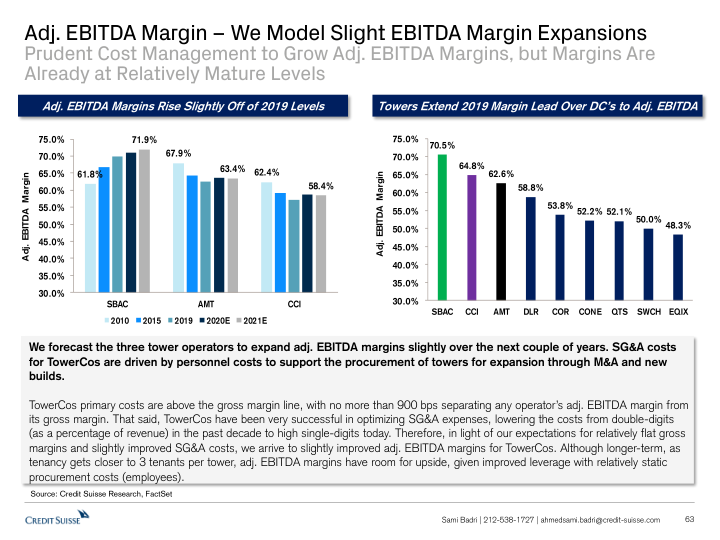 Adj. EBITDA Margin – We Model Slight EBITDA Margin Expansions
Prudent Cost Management to Grow Adj. EBITDA Margins, but Margins Are
Already at Relatively Mature Levels
Adj. EBITDA Margins Rise Slightly Off of 2019 Levels
75.0%
70.0%
65.0%
60.0%
55.0%
50.0%
45.0%
40.0%
35.0%
30.0%
Adj. EBITDA Margin
61.8%
71.9%
67.9%
63.4%
62.4%
58.4%
SBAC AMT CCI
2010 2015 2019 2020E 2021E
Towers Extend 2019 Margin Lead Over DC's to Adj. EBITDA
75.0%
70.0%
65.0%
60.0%
55.0%
50.0%
45.0%
40.0%
35.0%
30.0%
Adj. EBITDA Margin
70.5%
64.8%
62.6%
58.8%
53.8%
52.2%
52.1%
50.0%
48.3%
SBAC CCI AMT DLR COR CONE QTS SWCH EQIX
We forecast the three tower operators to expand adj. EBITDA margins slightly over the next couple of years. SG&A costs
for TowerCos are driven by personnel costs to support the procurement of towers for expansion through M&A and new
builds.
TowerCos primary costs are above the gross margin line, with no more than 900 bps separating any operator's adj. EBITDA margin from
its gross margin. That said, TowerCos have been very successful in optimizing SG&A expenses, lowering the costs from double-digits
(as a percentage of revenue) in the past decade to high single-digits today. Therefore, in light of our expectations for relatively flat gross
margins and slightly improved SG&A costs, we arrive to slightly improved adj. EBITDA margins for TowerCos. Although longer-term, as
tenancy gets closer to 3 tenants per tower, adj. EBITDA margins have room for upside, given improved leverage with relatively static
procurement costs (employees).
Source: Credit Suisse Research, FactSet
CREDIT SUISSE
Sami Badri | 212-538-1727 | ahmedsami.badri@credit-suisse.com 63